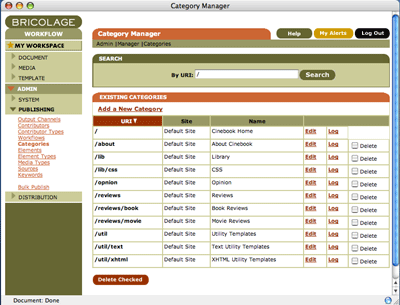 Category Manager
BRICOLAGE
WORKFLOW
MY WORKSPACE
DOCUMENT
MEDIA
TEMPLATE
ADMIN
SYSTEM
PUBLISHING
Output Channels
Contributors
Contributor Types
Workflows
Categories
Elements
Element Types
Media Types
Sources
Keywords
Bulk Publish
DISTRIBUTION
Category Manager
Help
My Alerts
Log Out
Admin | Manager | Categories
SEARCH
By URI: /
Search
EXISTING CATEGORIES
Add a New Category
URI Site Name
/ Default Site Cinebook Home Edit Log
/about Default Site About Cinebook Edit Log Delete
/lib Default Site Library Edit Log Delete
/lib/css Default Site CSS Edit Log Delete
/opnion Default Site Opinion Edit Log Delete
/reviews Default Site Reviews Edit Log Delete
/reviews/book Default Site Book Reviews Edit Log Delete
/reviews/movie Default Site Movie Reviews Edit Log Delete
/util Default Site Utility Templates Edit Log Delete
/util/text Default Site Text Utility Templates Edit Log Delete
/util/xhtml Default Site XHTML Utility Templates Edit Log Delete
Delete Checked
Document: Done